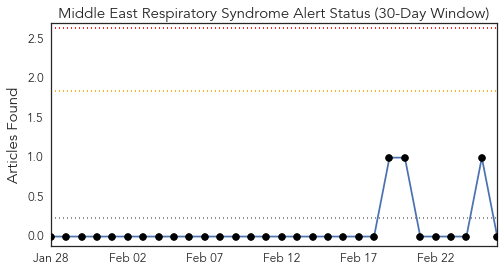 Middle East Respiratory Syndrome Alert Status (30-Day Window)
Articles Found
2.5
2.0
1.5
1.0
0.5
0.0
Jan 28 Feb 02 Feb 07 Feb 12 Feb 17 Feb 22